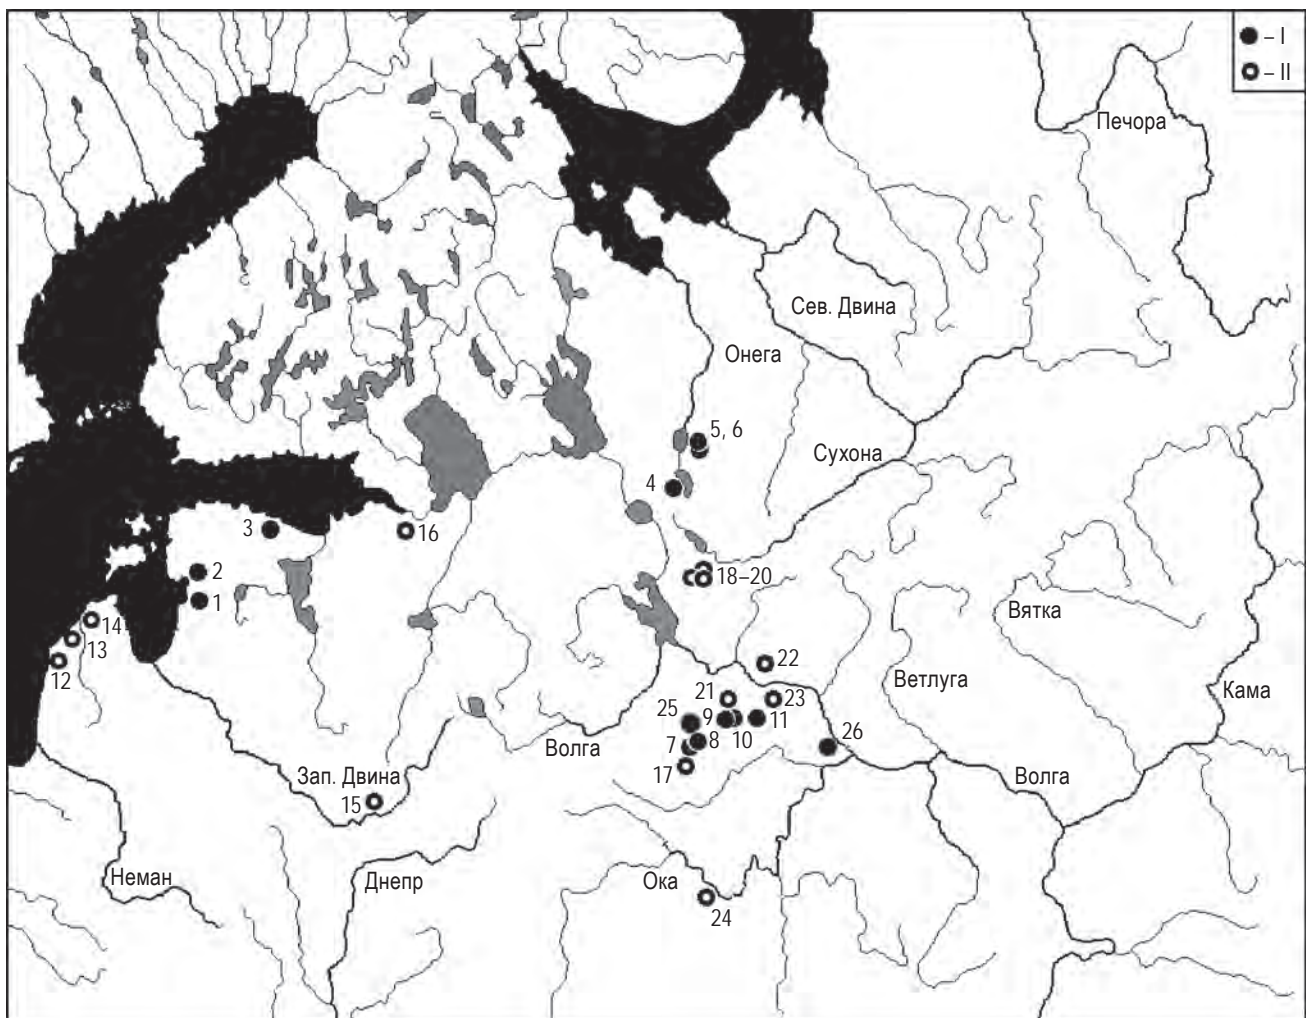 – I
– II
Печора
Сев. Двина
Онега
5, 6
Сухона
4
3
16
2
18–20
1
Вятка
14
13
22
12
Ветлуга
21
23
Кама
25
9
11
10
26
8
7
Волга
17
Зап. Двина
Волга
15
Неман
Днепр
Ока
24